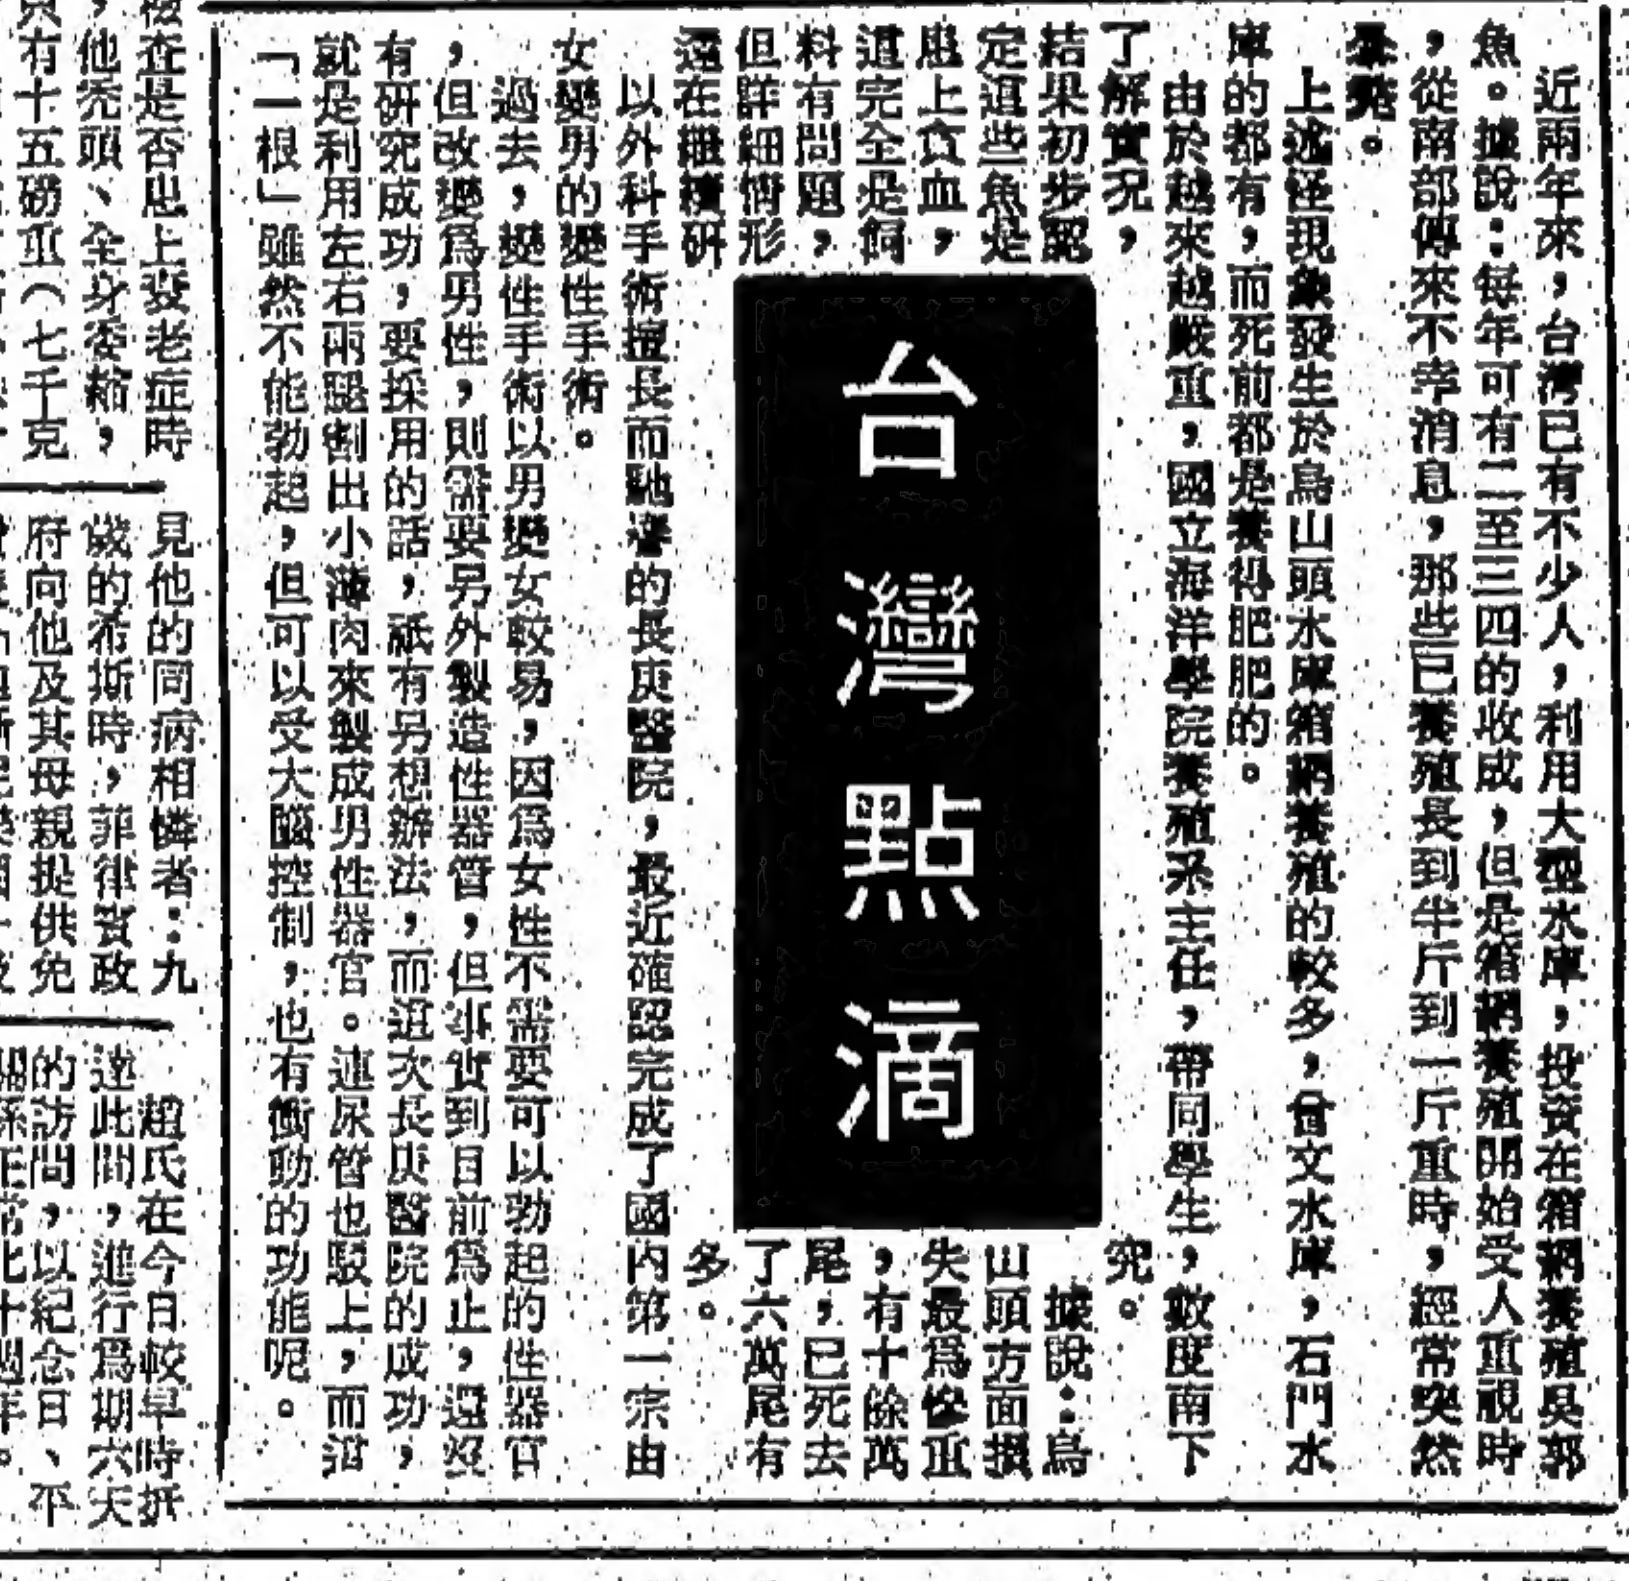 台灣點滴
近兩年來，台灣已有不少人，利用大型水庫，投資在箱網養殖吳郭
魚。據說：每年可有二至三四的收成，但是箱網養殖開始受人重視時
，從南部傳來不幸消息，那些已養殖長到半斤到一斤重時，經常突然
暴斃。
上述怪現象發生於烏山頭水庫箱網養殖的較多，曾文水庫，石門水
庫的都有，而死前都是養得肥肥的。
由於越來越嚴重，國立海洋學院養殖系主任，帶同學生，數度南下
了解實況，
結果初步認
定這些魚是
患上貧血，
這完全是飼
料有問題，
但詳細情形
還在繼續研
究。
據說：烏
山頭方面損
失最爲慘重
，有十餘萬
尾，已死去
了六萬尾有
多。
以外科手術擅長而馳譽的長庚醫院，最近確認完成了國內第一宗由
女變男的變性手術。
過去，變性手術以男變女較易，因爲女性不需要可以勃起的性器官
，但改變爲男性，則需要另外製造性器管，但事實到目前爲止，還沒
有研究成功，要採用的話，祇有另想辦法，而這次長庚醫院的成功，
就是利用左右兩腿割出小薄肉來製成男性器官。連尿管也駁上，而這
「一根」雖然不能勃起，但可以受大腦控制，也有衝動的功能呢。
檢查是否患上衰老症時
，他禿頭、全身委縮，
只有十五磅重（七千克
見他的同病相憐者：九
歲的希斯時，菲律賓政
府向他及其母親提供免
趙氏在今日較早時抵
達此間，進行爲期六天
的訪問，以紀念日、平
關係正常化十週年。